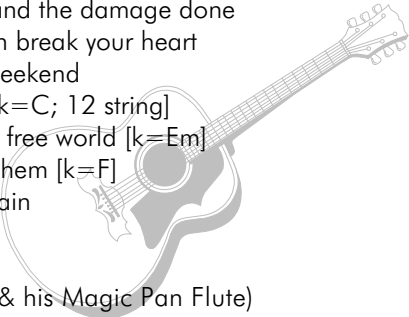 and the damage done
n break your heart
eekend
k=C; 12 string]
free world [k=Em]
hem [k=F]
ain
& his Magic Pan Flute)